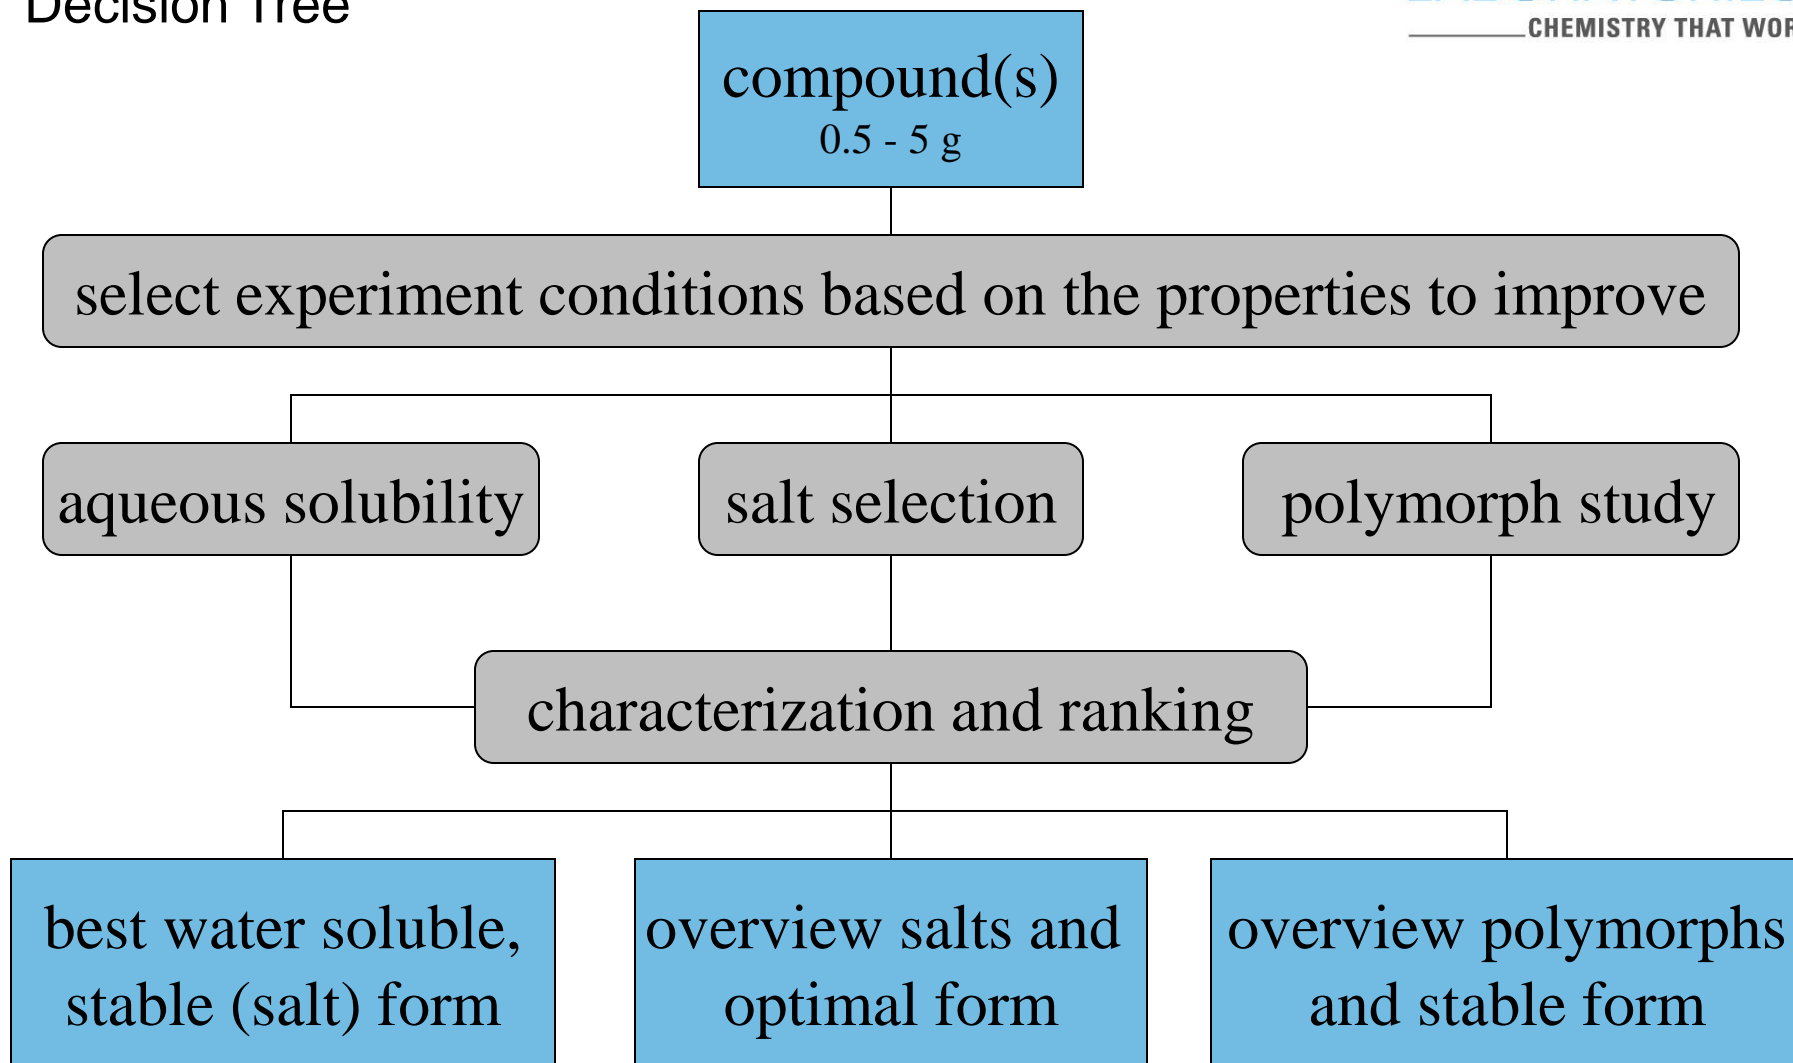 Decision Tree
CHEMISTRY THAT WOR
compound(s)
0.5 - 5 g
select experiment conditions based on the properties to improve
aqueous solubility
salt selection
polymorph study
characterization and ranking
best water soluble,
stable (salt) form
overview salts and
optimal form
overview polymorphs
and stable form